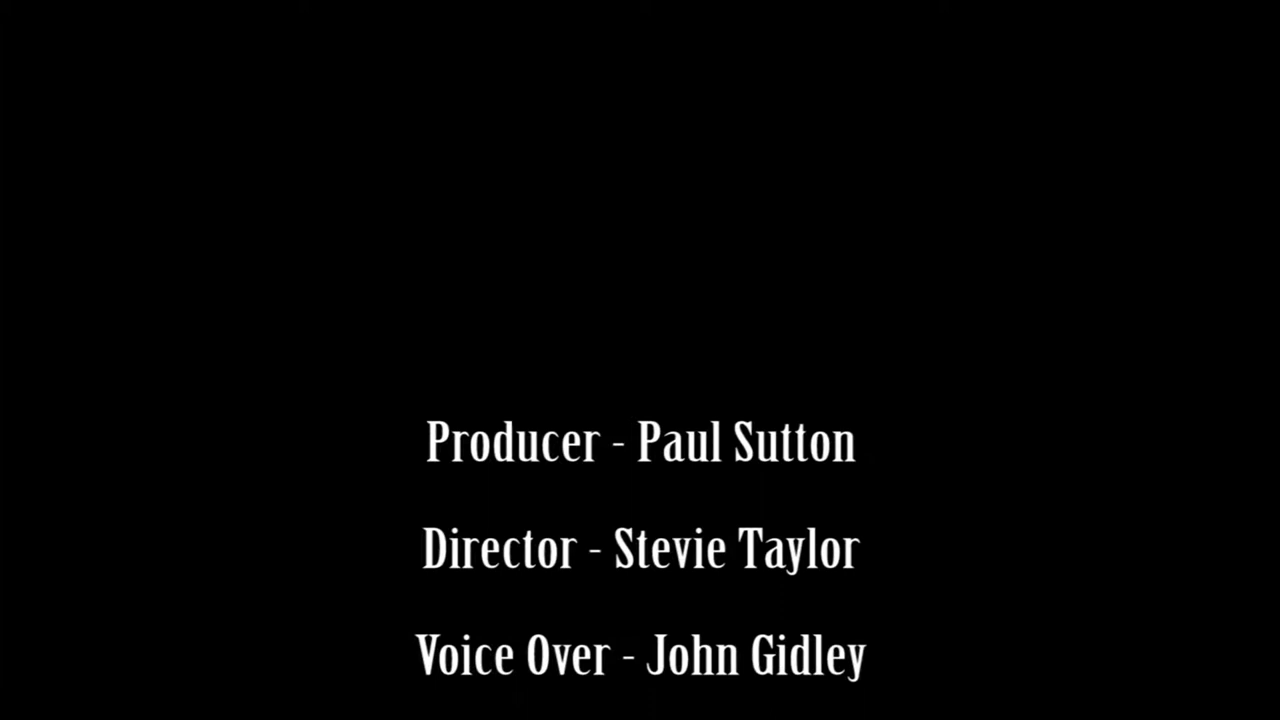 Producer - Paul Sutton
Director - Stevie Taylor
Voice Over - John Gidley